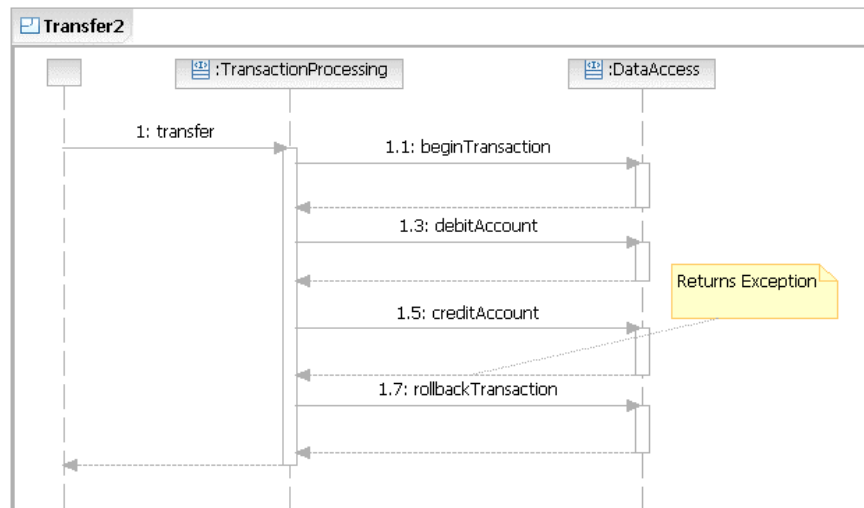 Transfer2
:TransactionProcessing
:DataAccess
1: transfer
1.1: beginTransaction
1.3: debitAccount
Returns Exception
1.5: creditAccount
1.7: rollbackTransaction